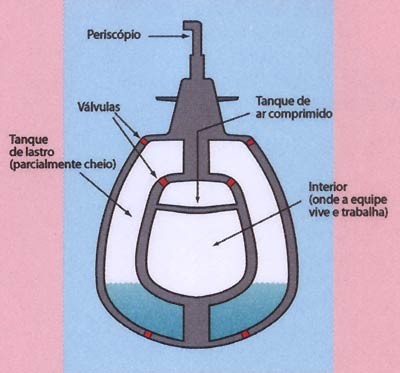 Periscópio
Válvulas
Tanque de
ar comprimido
Tanque
de lastro
(parcialmente cheio)
Interior
(onde a equipe
vive e trabalha)